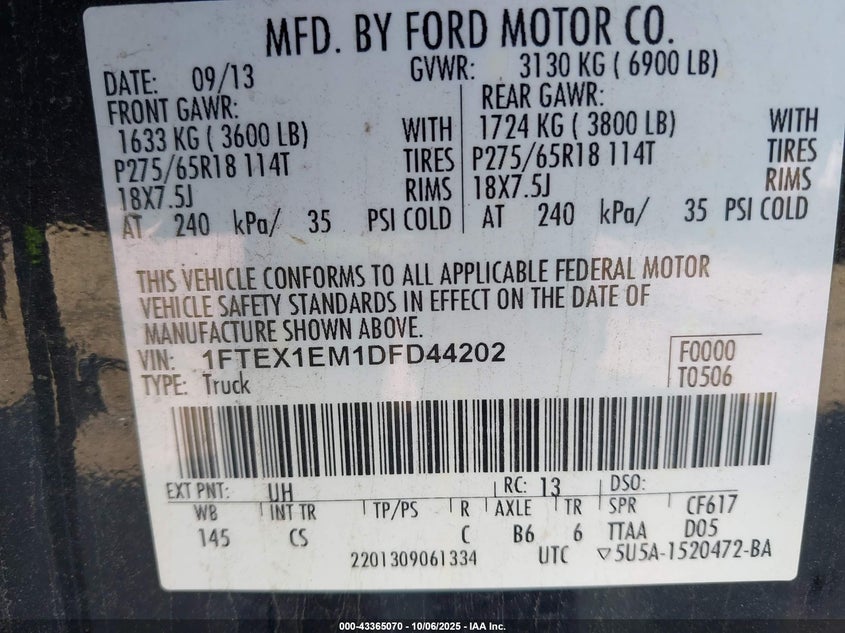 MFD. BY FORD MOTOR CO.
DATE: 09/13 GVWR: 3130 KG ( 6900 LB)
FRONT GAWR: REAR GAWR:
1633 KG ( 3600 LB) WITH 1724 KG ( 3800 LB) WITH
P275/65R18 114T TIRES P275/65R18 114T TIRES
18X7.5J RIMS 18X7.5J RIMS
AT 240 kPa/ 35 PSI COLD AT 240 kPa/ 35 PSI COLD
THIS VEHICLE CONFORMS TO ALL APPLICABLE FEDERAL MOTOR
VEHICLE SAFETY STANDARDS IN EFFECT ON THE DATE OF
MANUFACTURE SHOWN ABOVE.
VIN: 1FTEX1EM1DFD44202 F0000
TYPE: Truck T0506
EXT PNT: UH RC: 13 DSO:
WB INT TR TP/PS R AXLE TR SPR CF617
145 CS C B6 6 TTAA D05
2201309061334 UTC ▽5U5A-1520472-BA
000-43365070 - 10/06/2025 - IAA Inc.